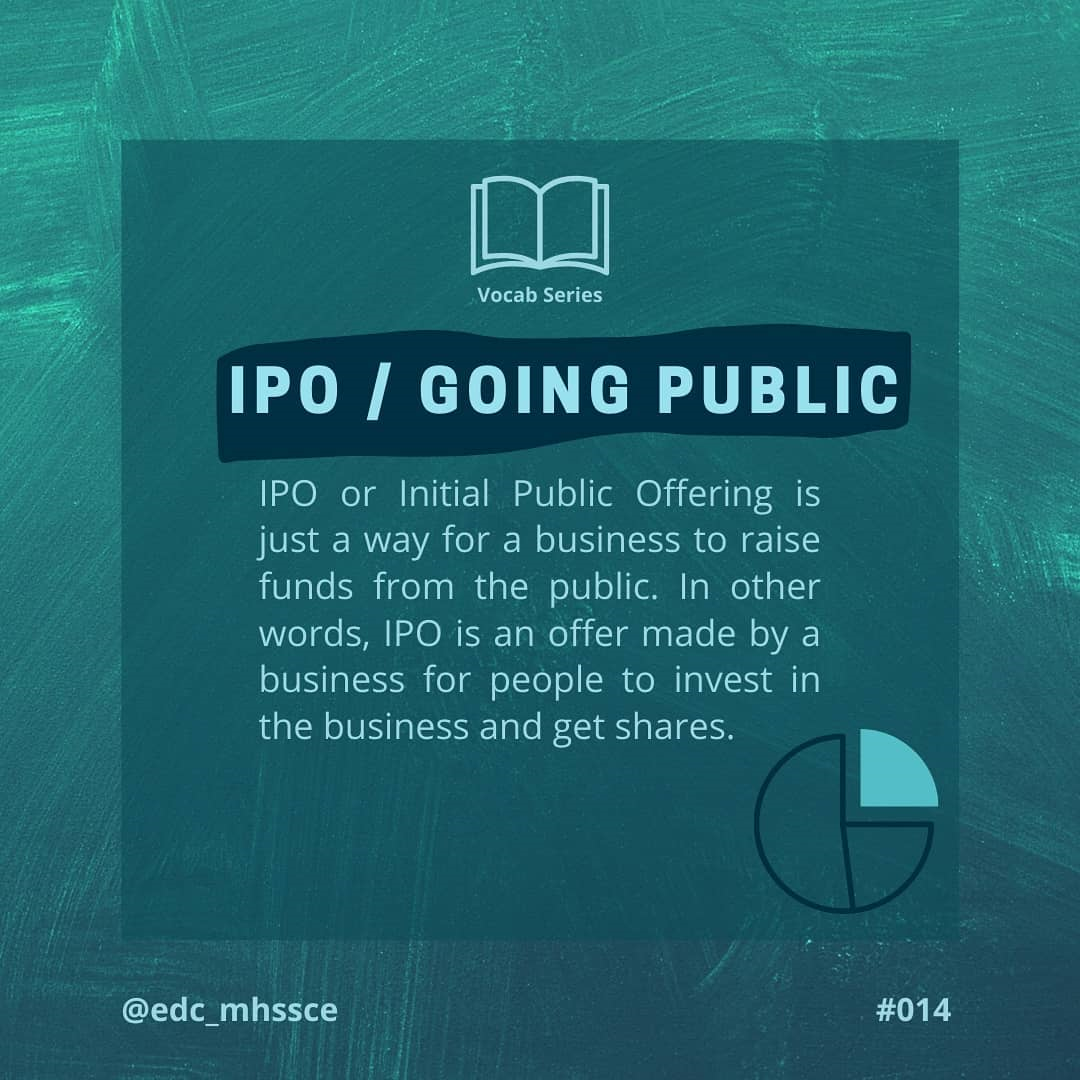 Vocab Series
IPO / GOING PUBLIC
IPO or Initial Public Offering is
just a way for a business to raise
funds from the public. In other
words, IPO is an offer made by a
business for people to invest in
the business and get shares.
@edc_mhssce
#014